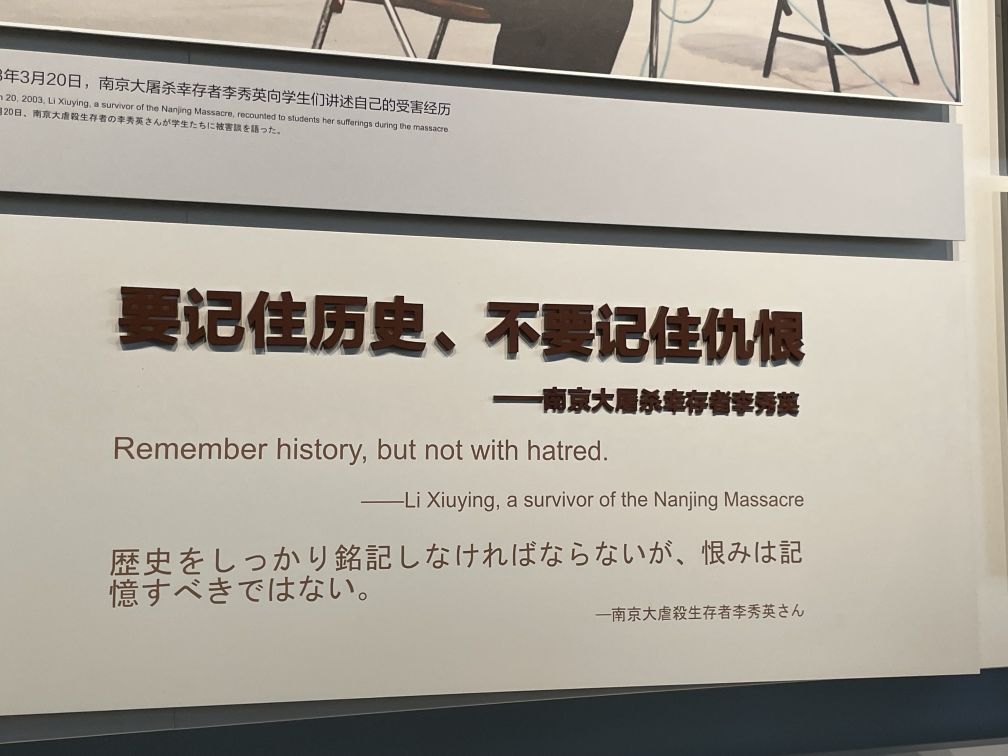 3年3月20日，南京大屠杀幸存者李秀英向学生们讲述自己的受害经历
20, 2003, Li Xiuying, a survivor of the Nanjing Massacre, recounted to students her sufferings during the massacre.
月20日、南京大虐殺生存者の李秀英さんが学生たちに被害談を語った。
要记住历史、不要记住仇恨
——南京大屠杀幸存者李秀英
Remember history, but not with hatred.
——Li Xiuying, a survivor of the Nanjing Massacre
歴史をしっかり銘記しなければならないが、恨みは記
憶すべきではない。
—南京大虐殺生存者李秀英さん